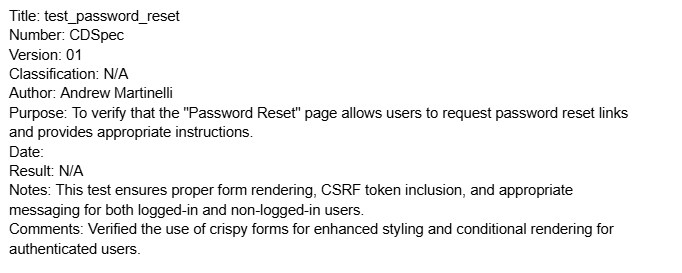 Title: test_password_reset
Number: CDSpec
Version: 01
Classification: N/A
Author: Andrew Martinelli
Purpose: To verify that the "Password Reset" page allows users to request password reset links
and provides appropriate instructions.
Date:
Result: N/A
Notes: This test ensures proper form rendering, CSRF token inclusion, and appropriate
messaging for both logged-in and non-logged-in users.
Comments: Verified the use of crispy forms for enhanced styling and conditional rendering for
authenticated users.